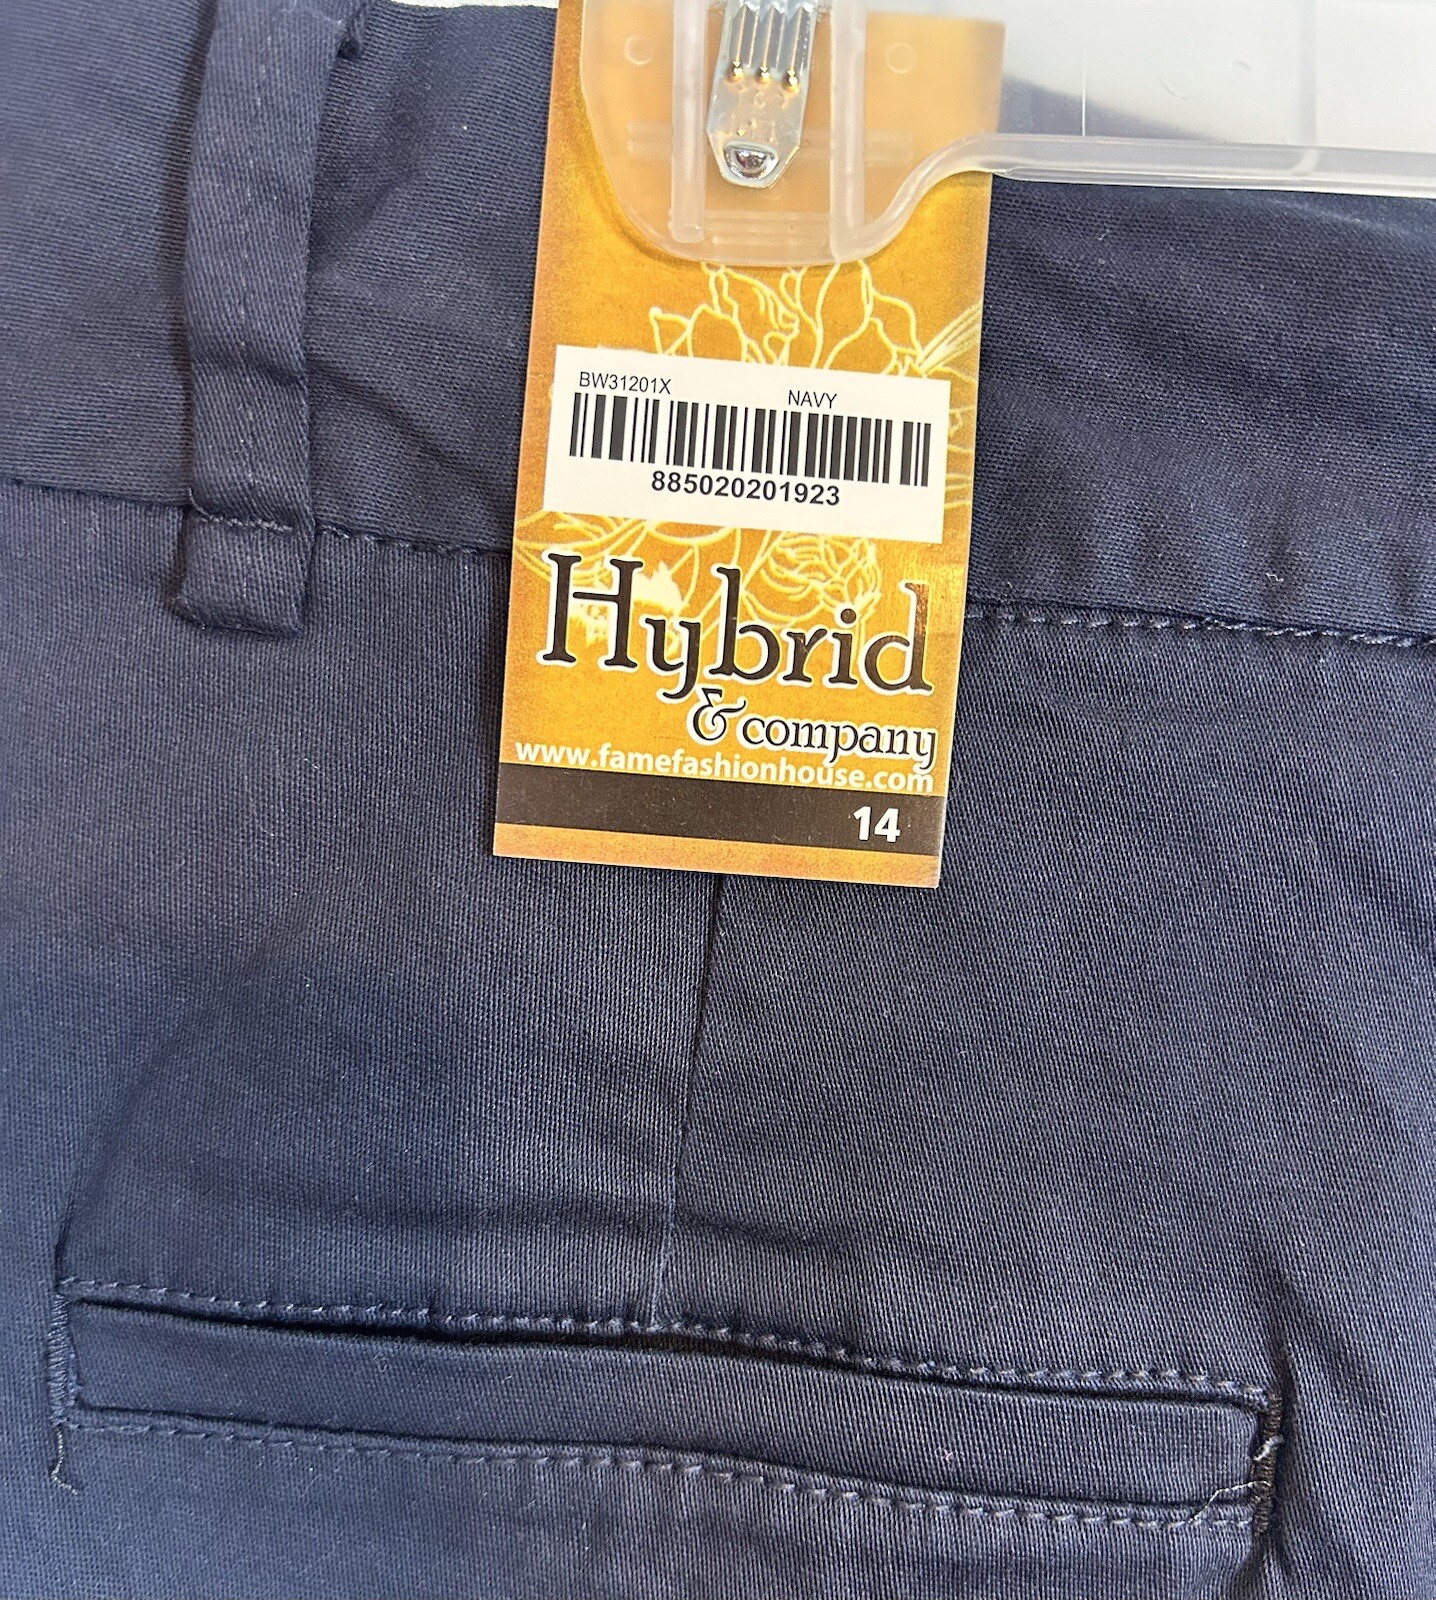 BW31201X NAVY
885020201923
Hybrid
& company
www.famefashionhouse.com
14